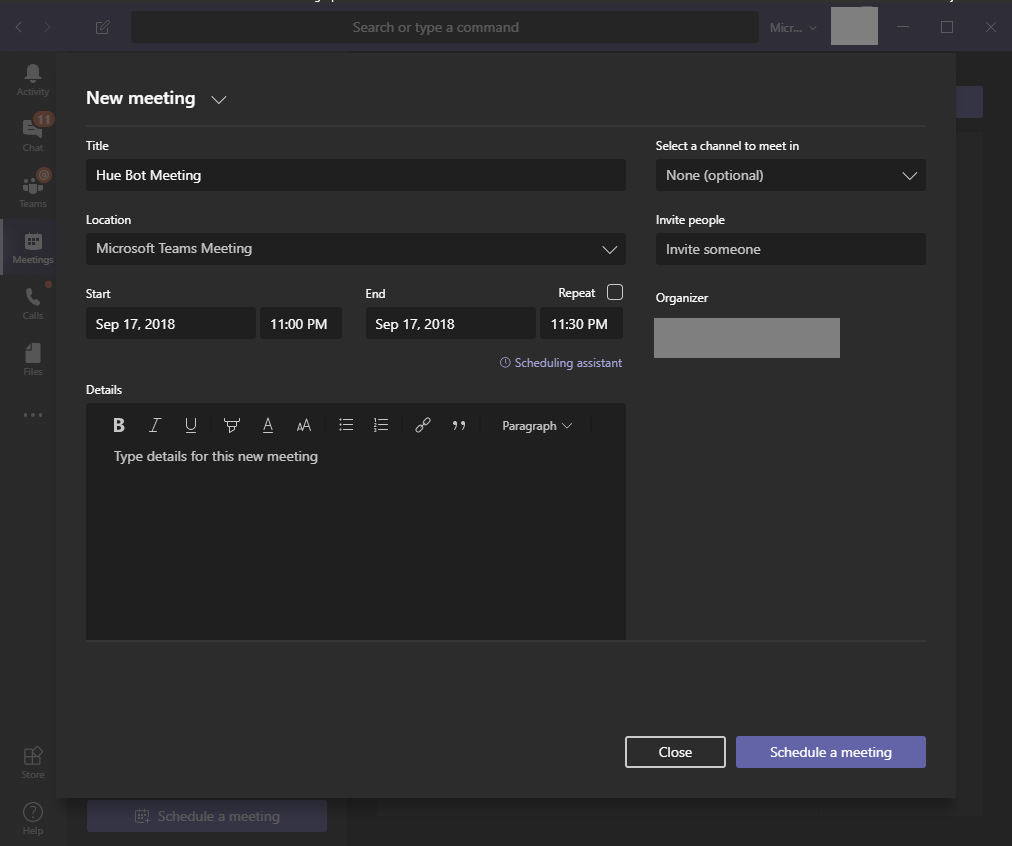 Search or type a command
Micr...
Activity
11
Chat
@
Teams
Meetings
Calls
Files
Store
Help
New meeting
Title
Hue Bot Meeting
Select a channel to meet in
None (optional)
Location
Microsoft Teams Meeting
Invite people
Invite someone
Start
End
Repeat
Sep 17, 2018
11:00 PM
Sep 17, 2018
11:30 PM
Organizer
Scheduling assistant
Details
B I U A AA Paragraph
Type details for this new meeting
Close
Schedule a meeting
Schedule a meeting